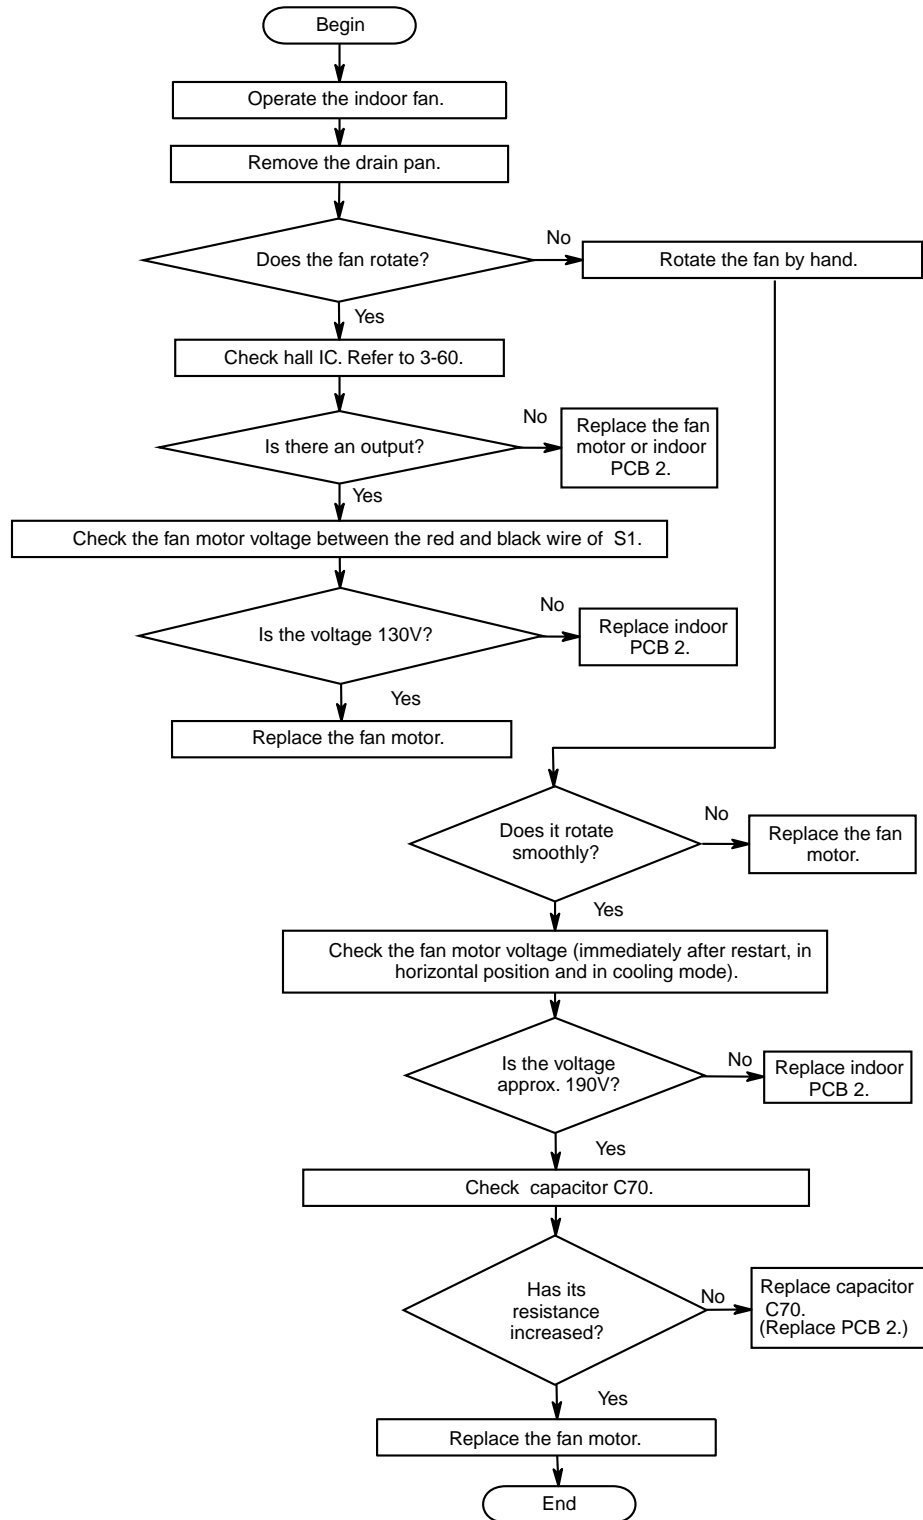 Begin
Operate the indoor fan.
Remove the drain pan.
Does the fan rotate?
No
Rotate the fan by hand.
Yes
Check hall IC. Refer to 3-60.
Is there an output?
No
Replace the fan
motor or indoor
PCB 2.
Yes
Check the fan motor voltage between the red and black wire of S1.
Is the voltage 130V?
No
Replace indoor
PCB 2.
Yes
Replace the fan motor.
Does it rotate
smoothly?
No
Replace the fan
motor.
Yes
Check the fan motor voltage (immediately after restart, in
horizontal position and in cooling mode).
Is the voltage
approx. 190V?
No
Replace indoor
PCB 2.
Yes
Check capacitor C70.
Has its
resistance
increased?
No
Replace capacitor
C70.
(Replace PCB 2.)
Yes
Replace the fan motor.
End